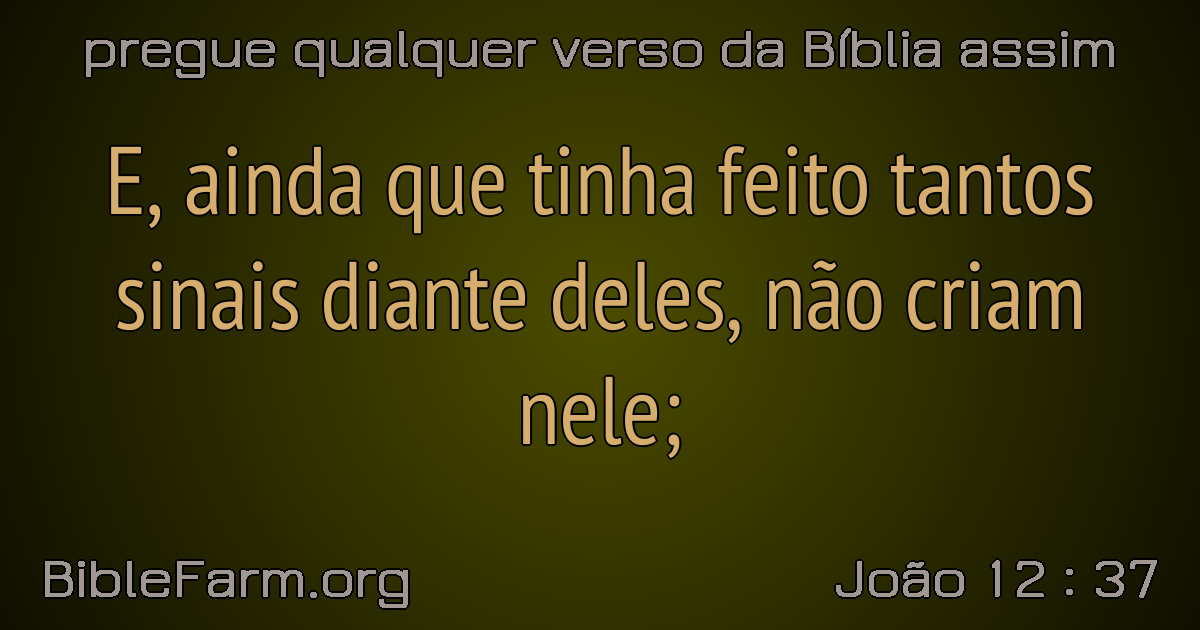 pregue qualquer verso da Bíblia assim
E, ainda que tinha feito tantos
sinais diante deles, não criam
nele;
BibleFarm.org
João 12 : 37